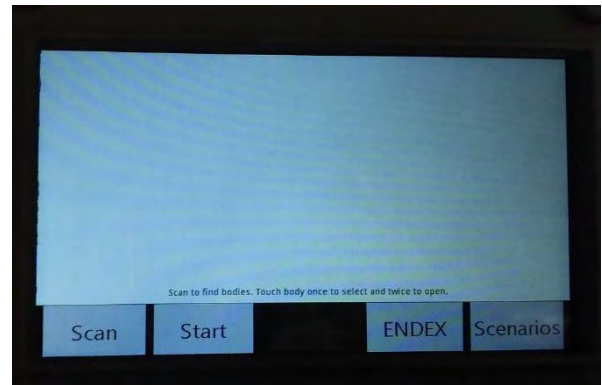 Scan to find bodies. Touch body once to select and twice to open.
Scan Start ENDEX Scenarios